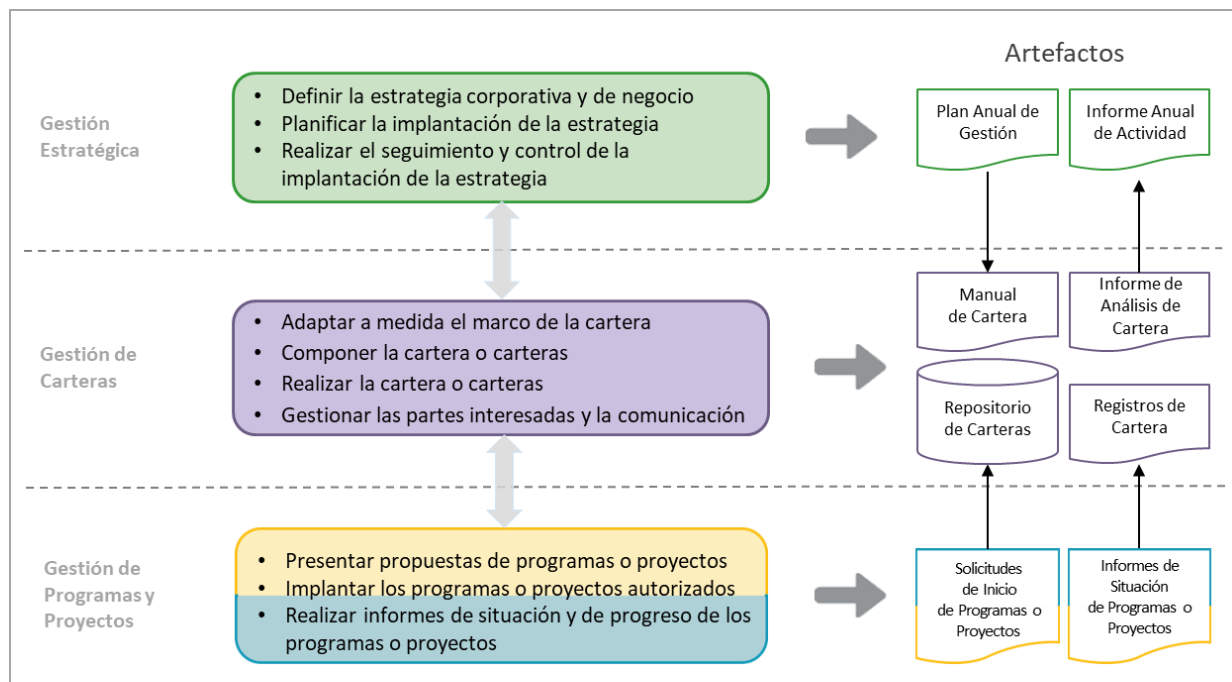 Artefactos
Gestión
Estratégica
• Definir la estrategia corporativa y de negocio
• Planificar la implantación de la estrategia
• Realizar el seguimiento y control de la
implantación de la estrategia
Plan Anual de
Gestión
Informe Anual
de Actividad
Gestión de
Carteras
• Adaptar a medida el marco de la cartera
• Componer la cartera o carteras
• Realizar la cartera o carteras
• Gestionar las partes interesadas y la comunicación
Manual
de Cartera
Informe de
Análisis de
Cartera
Repositorio
de Carteras
Registros de
Cartera
Gestión de
Programas y
Proyectos
• Presentar propuestas de programas o proyectos
• Implantar los programas o proyectos autorizados
• Realizar informes de situación y de progreso de los
programas o proyectos
Solicitudes
de Inicio
de Programas o
Proyectos
Informes de
Situación
de Programas o
Proyectos